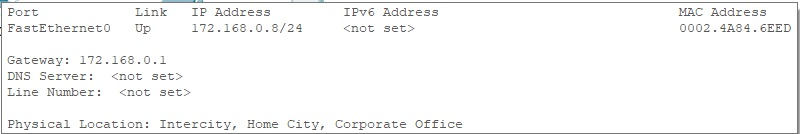 Port Link IP Address IPv6 Address MAC Address
FastEthernet0 Up 172.168.0.8/24 <not set> 0002.4A84.6EED
Gateway: 172.168.0.1
DNS Server: <not set>
Line Number: <not set>
Physical Location: Intercity, Home City, Corporate Office